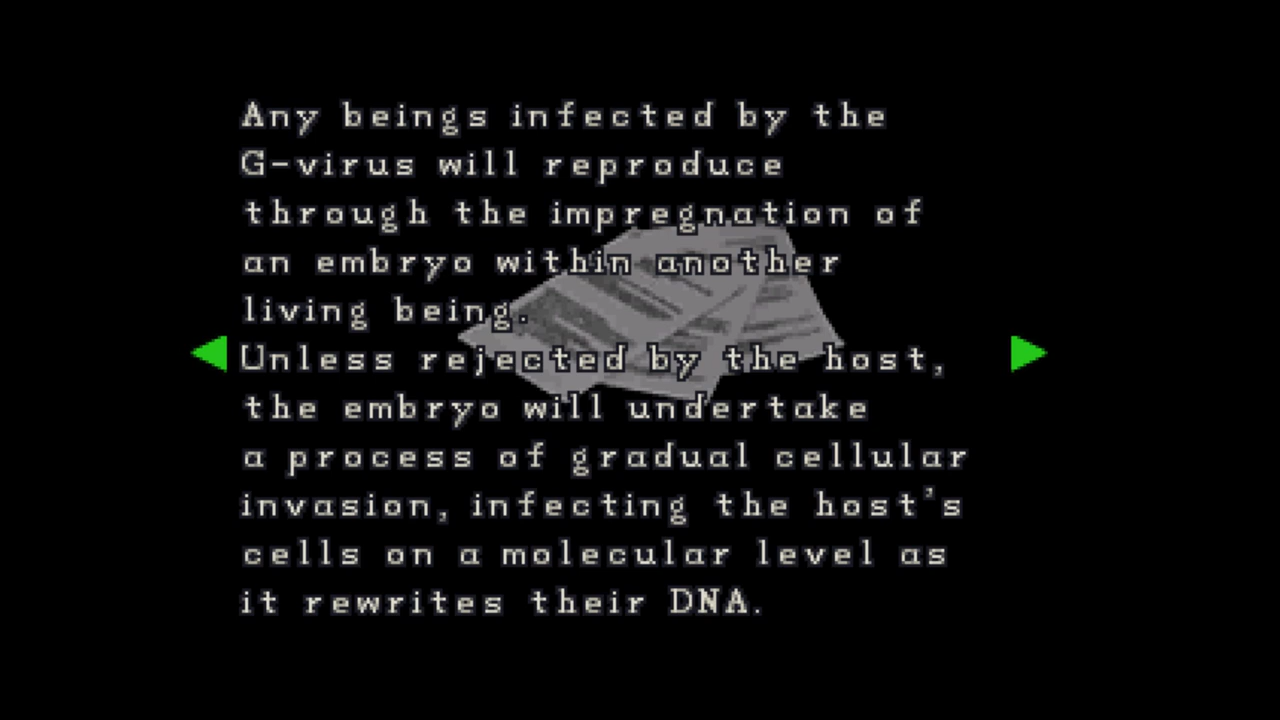 Any beings infected by the
G-virus will reproduce
through the impregnation of
an embryo within another
living being.
Unless rejected by the host,
the embryo will undertake
a process of gradual cellular
invasion, infecting the host's
cells on a molecular level as
it rewrites their DNA.